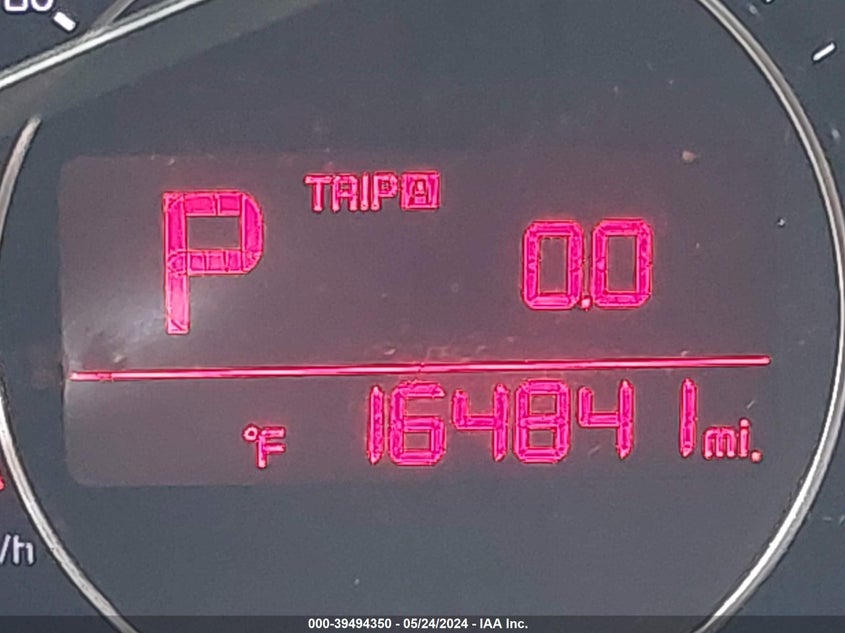 P
TRIP A
0.0
°F
164841 mi.
/h
000-39494350 - 05/24/2024 - IAA Inc.